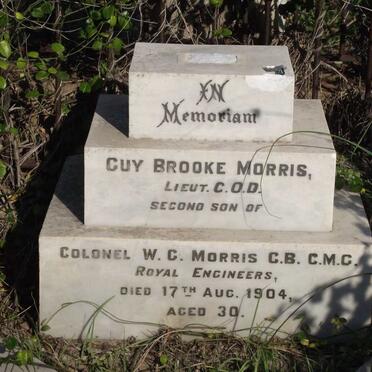 IN
Memoriam
GUY BROOKE MORRIS,
LIEUT. C.O.D.
SECOND SON OF
COLONEL W. G. MORRIS C.B. C.M.G.
ROYAL ENGINEERS,
DIED 17TH AUG. 1904,
AGED 30.